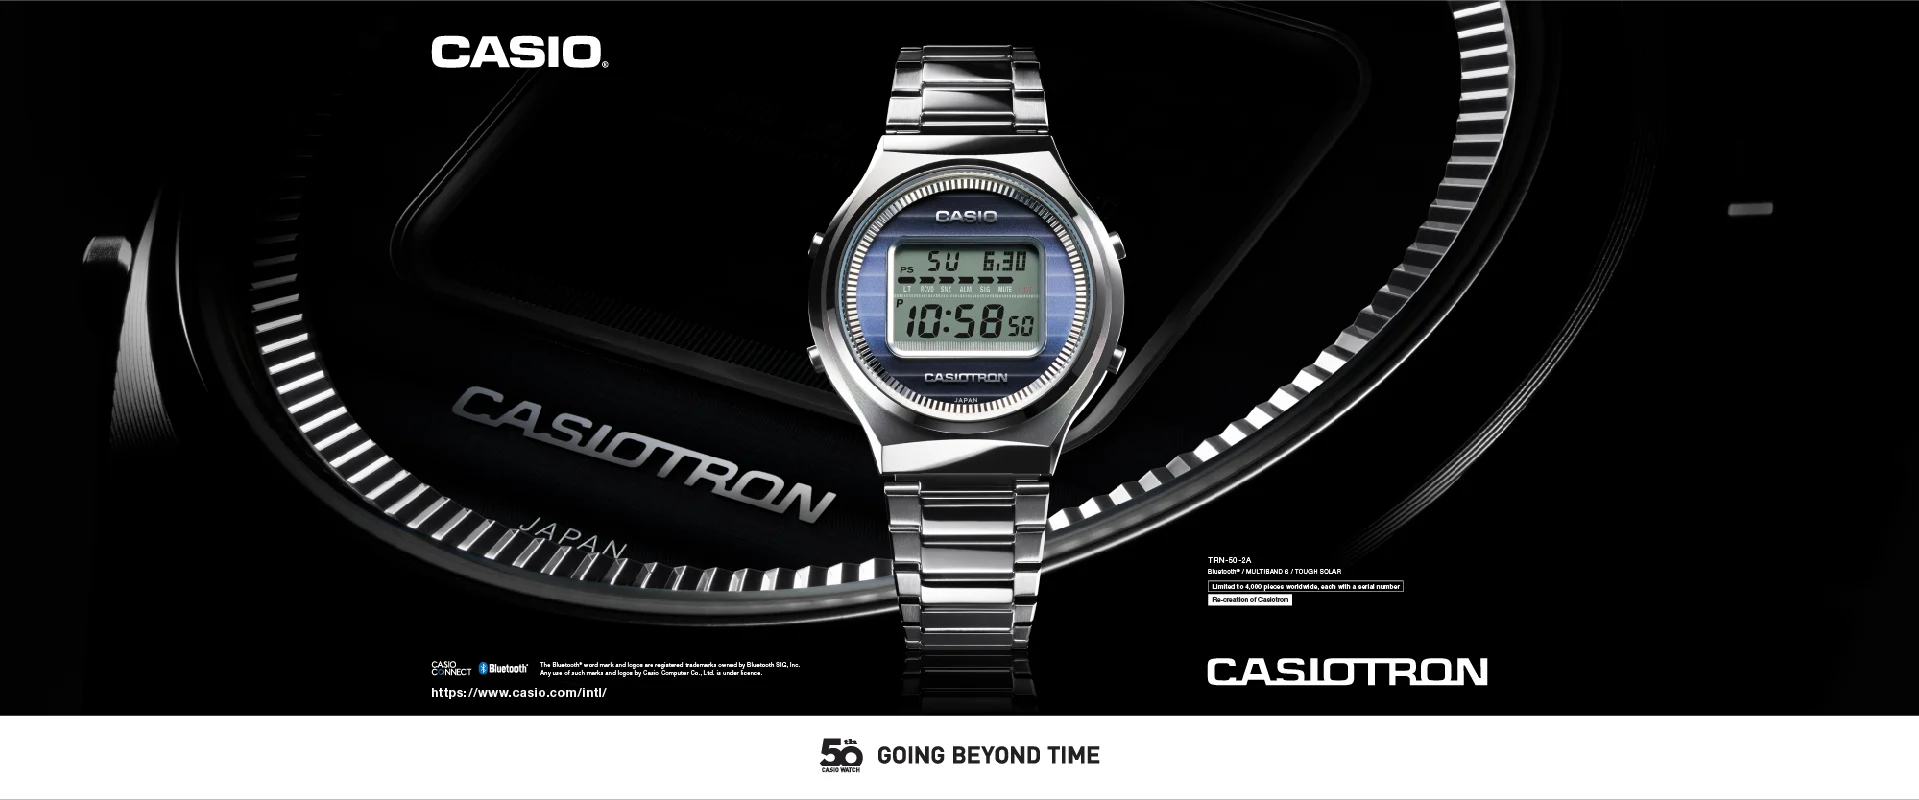 CASIO®
CASIO
PS SU 6.30
LT RCVD SNZ ALM SIG MUTE
P 10:58 50
CASIOTRON
JAPAN
CASIOTRON
JAPAN
TRN-50-2A
Bluetooth® / MULTIBAND 6 / TOUGH SOLAR
Limited to 4,000 pieces worldwide, each with a serial number
Re-creation of Casiotron
CASIO CONNECT
Bluetooth®
The Bluetooth® word mark and logos are registered trademarks owned by Bluetooth SIG, Inc.
Any use of such marks and logos by Casio Computer Co., Ltd. is under licence.
https://www.casio.com/intl/
CASIOTRON
50th
CASIO WATCH
GOING BEYOND TIME